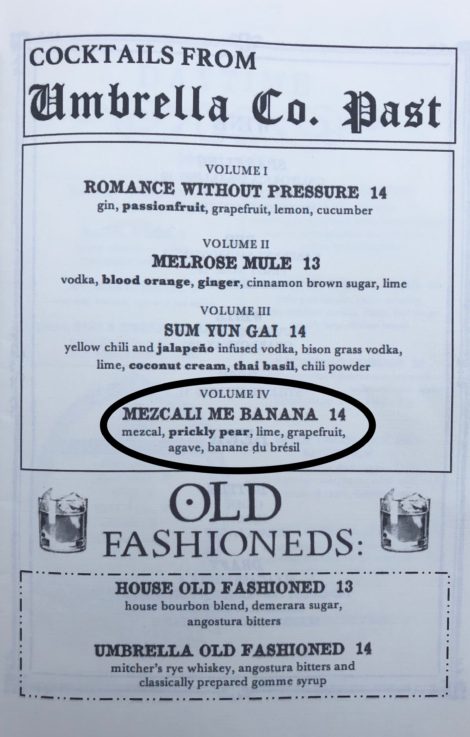 COCKTAILS FROM
Umbrella Co. Past
VOLUME I
ROMANCE WITHOUT PRESSURE 14
gin, passionfruit, grapefruit, lemon, cucumber
VOLUME II
MELROSE MULE 13
vodka, blood orange, ginger, cinnamon brown sugar, lime
VOLUME III
SUM YUN GAI 14
yellow chili and jalapeño infused vodka, bison grass vodka,
lime, coconut cream, thai basil, chili powder
VOLUME IV
MEZCALI ME BANANA 14
mezcal, prickly pear, lime, grapefruit,
agave, banane du brésil
OLD
FASHIONEDS:
HOUSE OLD FASHIONED 13
house bourbon blend, demerara sugar,
angostura bitters
UMBRELLA OLD FASHIONED 14
mitcher's rye whiskey, angostura bitters and
classically prepared gomme syrup